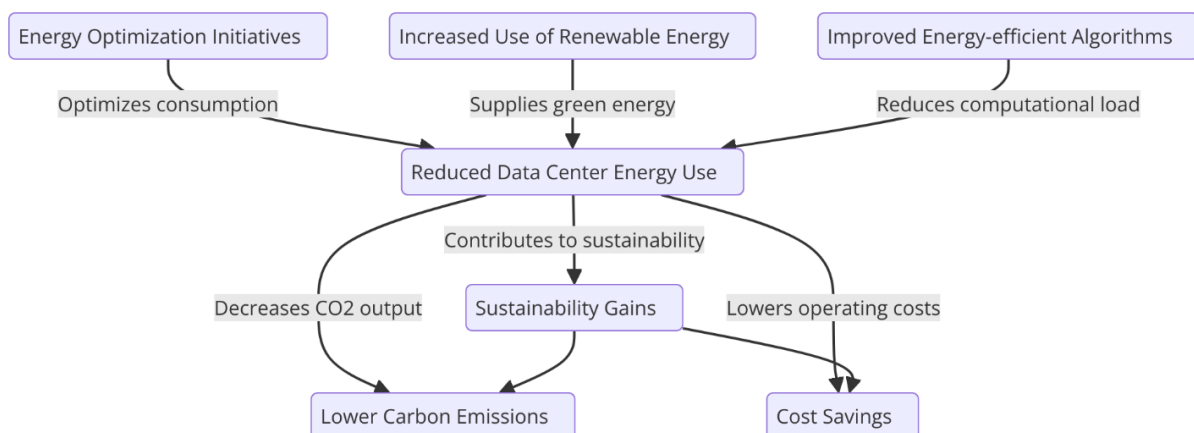 Energy Optimization Initiatives
Increased Use of Renewable Energy
Improved Energy-efficient Algorithms
Optimizes consumption
Supplies green energy
Reduces computational load
Reduced Data Center Energy Use
Contributes to sustainability
Decreases CO2 output
Sustainability Gains
Lowers operating costs
Lower Carbon Emissions
Cost Savings